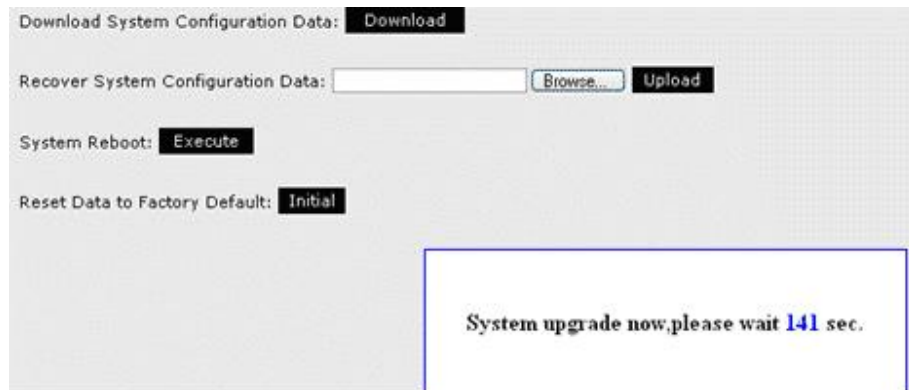 Download System Configuration Data: Download
Recover System Configuration Data: Browse... Upload
System Reboot: Execute
Reset Data to Factory Default: Initial
System upgrade now,please wait 141 sec.